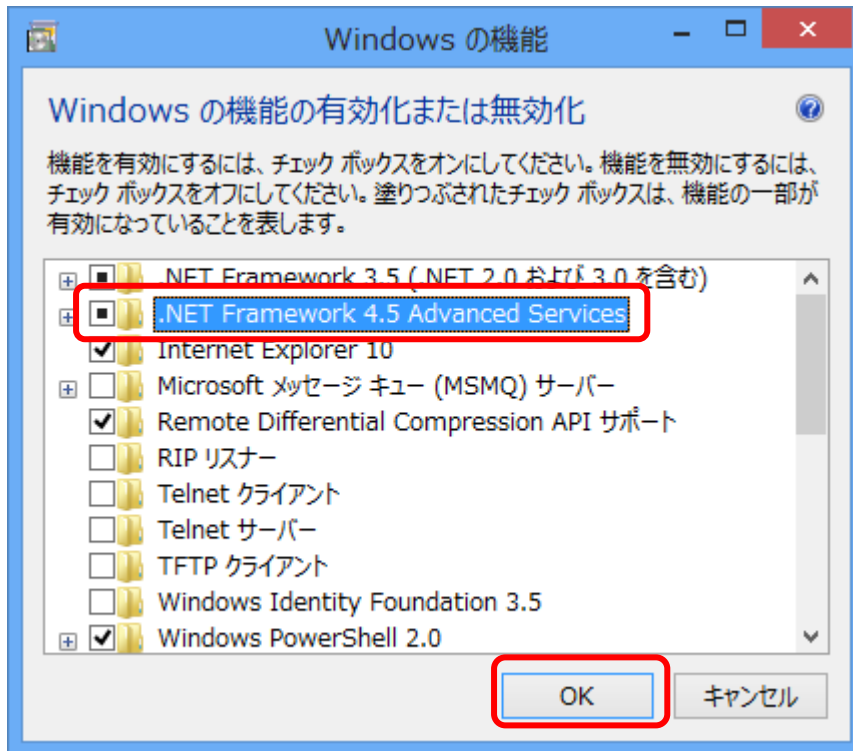 Windows の機能
Windows の機能の有効化または無効化
機能を有効にするには、チェック ボックスをオンにしてください。機能を無効にするには、
チェック ボックスをオフにしてください。塗りつぶされたチェック ボックスは、機能の一部が
有効になっていることを表します。
.NET Framework 3.5 (.NET 2.0 および 3.0 を含む)
.NET Framework 4.5 Advanced Services
Internet Explorer 10
Microsoft メッセージ キュー (MSMQ) サーバー
Remote Differential Compression API サポート
RIP リスナー
Telnet クライアント
Telnet サーバー
TFTP クライアント
Windows Identity Foundation 3.5
Windows PowerShell 2.0
OK
キャンセル